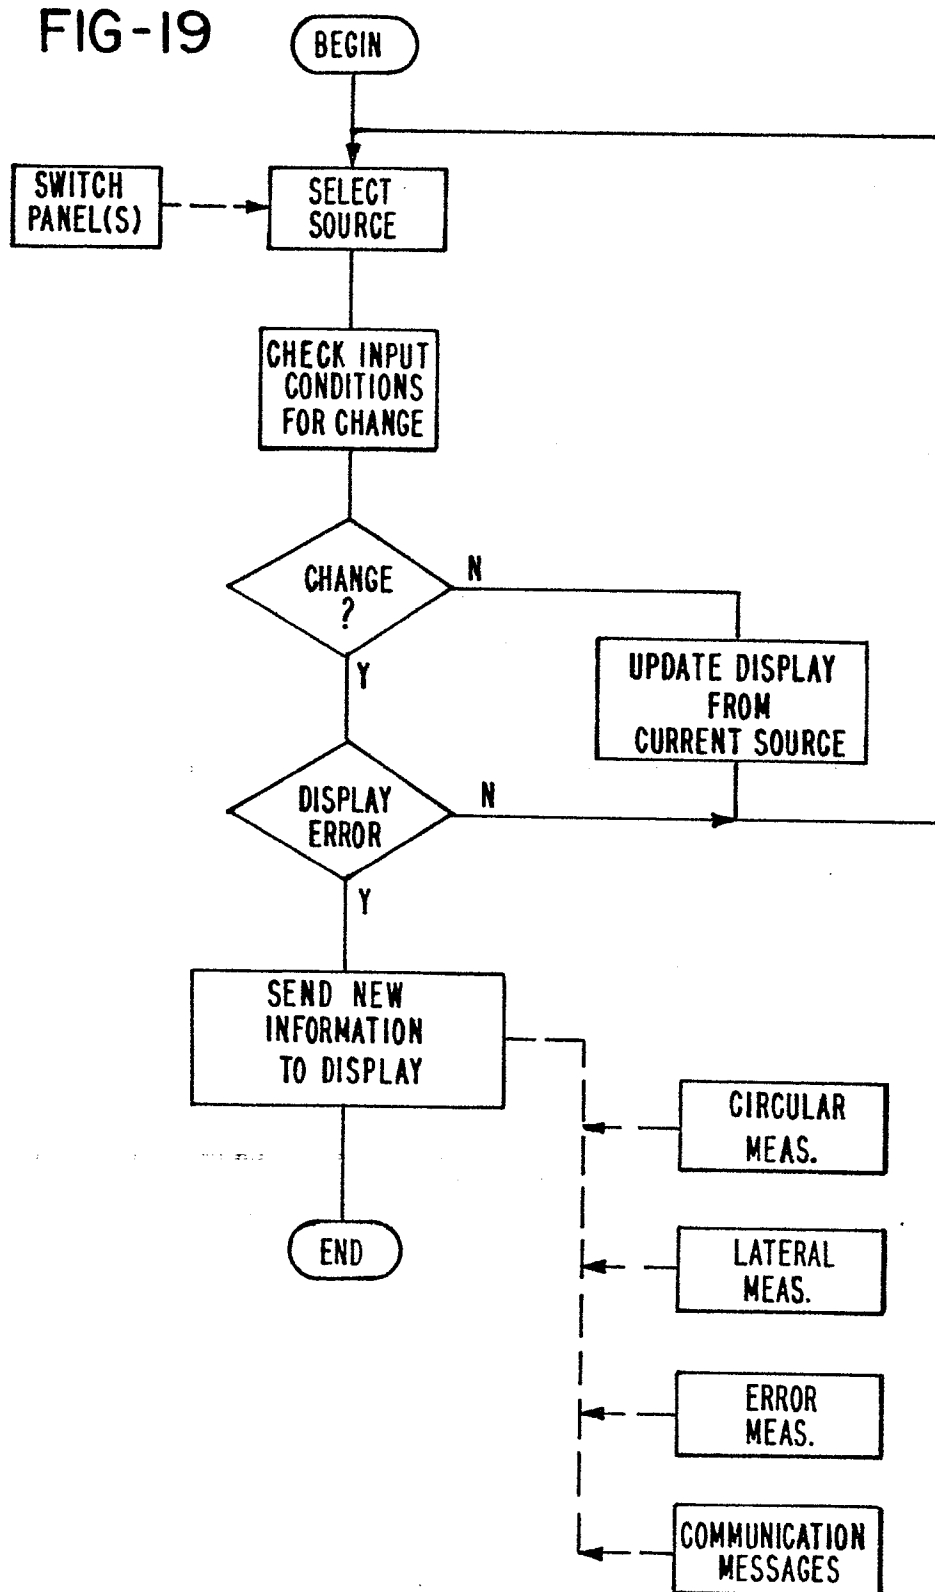 FIG-19
BEGIN
SWITCH
PANEL(S)
SELECT
SOURCE
CHECK INPUT
CONDITIONS
FOR CHANGE
CHANGE
?
N
Y
UPDATE DISPLAY
FROM
CURRENT SOURCE
DISPLAY
ERROR
N
Y
SEND NEW
INFORMATION
TO DISPLAY
CIRCULAR
MEAS.
END
LATERAL
MEAS.
ERROR
MEAS.
COMMUNICATION
MESSAGES